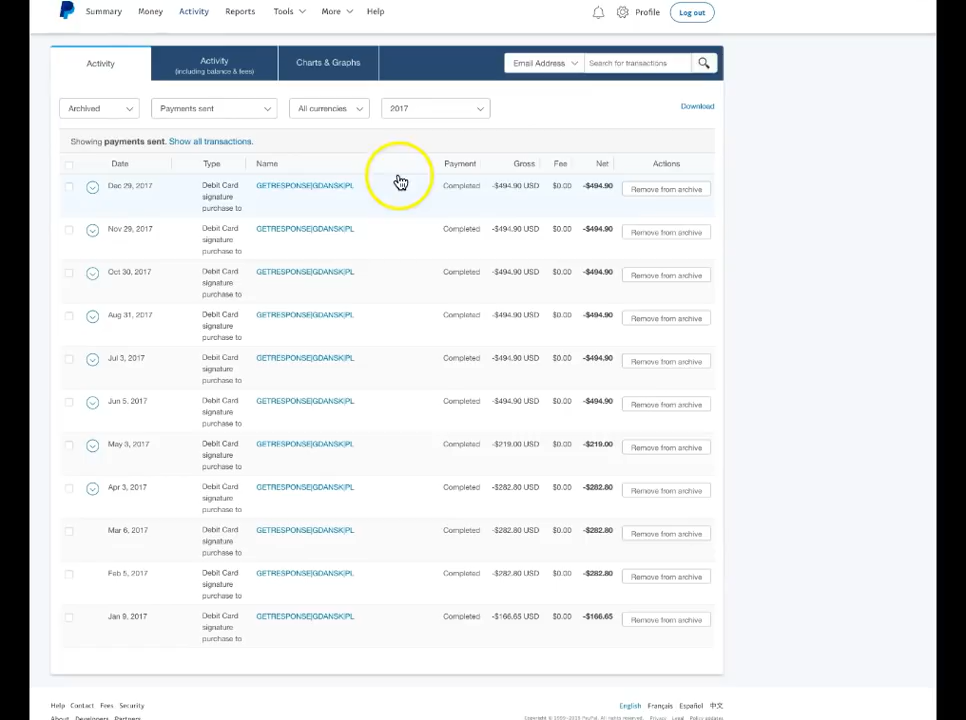 Summary Money Activity Reports Tools More Help Profile Log out
Activity Activity Charts & Graphs Email Address Search for transactions
(including balance & fees)
Archived Payments sent All currencies 2017 Download
Showing payments sent. Show all transactions.
Date Type Name Payment Gross Fee Net Actions
Dec 29, 2017 Debit Card GETRESPONSE|GDANSK|PL Completed -$494.90 USD $0.00 -$494.90 Remove from archive
signature
purchase to
Nov 29, 2017 Debit Card GETRESPONSE|GDANSK|PL Completed -$494.90 USD $0.00 -$494.90 Remove from archive
signature
purchase to
Oct 30, 2017 Debit Card GETRESPONSE|GDANSK|PL Completed -$494.90 USD $0.00 -$494.90 Remove from archive
signature
purchase to
Aug 31, 2017 Debit Card GETRESPONSE|GDANSK|PL Completed -$494.90 USD $0.00 -$494.90 Remove from archive
signature
purchase to
Jul 3, 2017 Debit Card GETRESPONSE|GDANSK|PL Completed -$494.90 USD $0.00 -$494.90 Remove from archive
signature
purchase to
Jun 5, 2017 Debit Card GETRESPONSE|GDANSK|PL Completed -$494.90 USD $0.00 -$494.90 Remove from archive
signature
purchase to
May 3, 2017 Debit Card GETRESPONSE|GDANSK|PL Completed -$219.00 USD $0.00 -$219.00 Remove from archive
signature
purchase to
Apr 3, 2017 Debit Card GETRESPONSE|GDANSK|PL Completed -$282.80 USD $0.00 -$282.80 Remove from archive
signature
purchase to
Mar 6, 2017 Debit Card GETRESPONSE|GDANSK|PL Completed -$282.80 USD $0.00 -$282.80 Remove from archive
signature
purchase to
Feb 5, 2017 Debit Card GETRESPONSE|GDANSK|PL Completed -$282.80 USD $0.00 -$282.80 Remove from archive
signature
purchase to
Jan 9, 2017 Debit Card GETRESPONSE|GDANSK|PL Completed -$166.65 USD $0.00 -$166.65 Remove from archive
signature
purchase to
Help Contact Fees Security English Français Español 中文
About Developers Partners PayPal. All rights reserved. Privacy Legal Policy updates